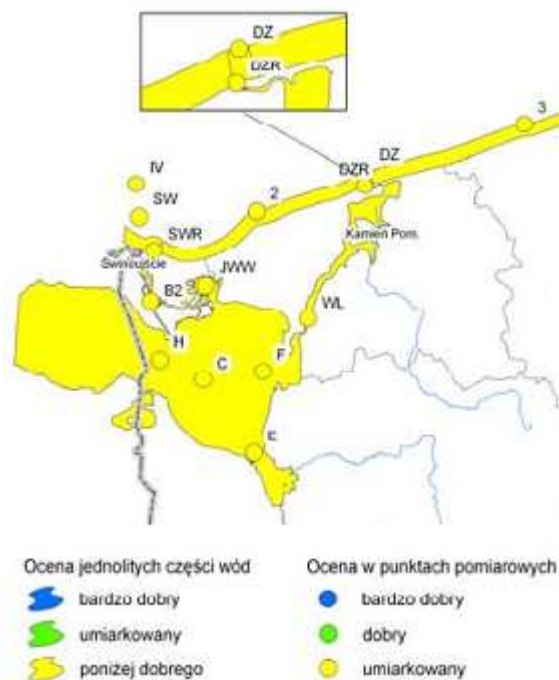 DZ
DZR
3
DZ
DZR
IV
SW
2
SWR
Kamień Pom.
Świnoujście
JWW
B2
WL
H
C
F
E
Ocena jednolitych części wód
Ocena w punktach pomiarowych
bardzo dobry
bardzo dobry
umiarkowany
dobry
poniżej dobrego
umiarkowany